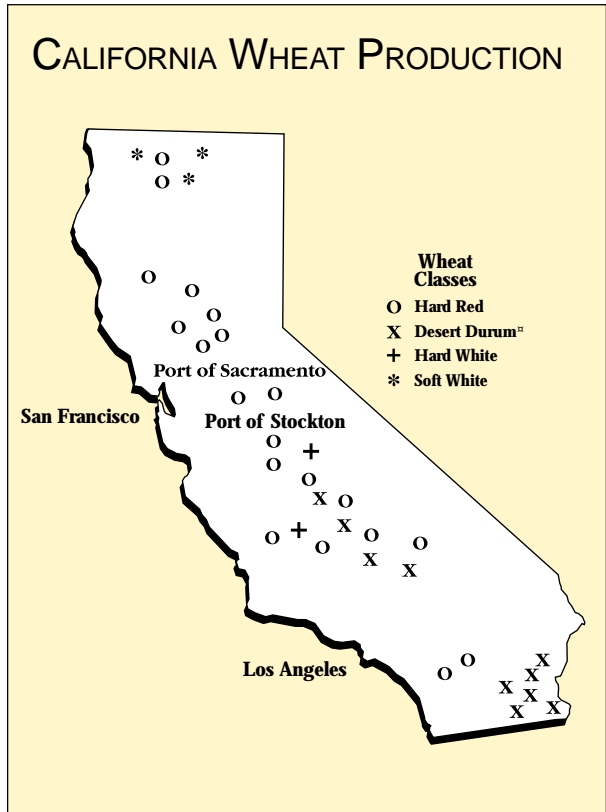 CALIFORNIA WHEAT PRODUCTION
Wheat
Classes
O Hard Red
X Desert Durum¤
+ Hard White
* Soft White
Port of Sacramento
San Francisco
Port of Stockton
Los Angeles